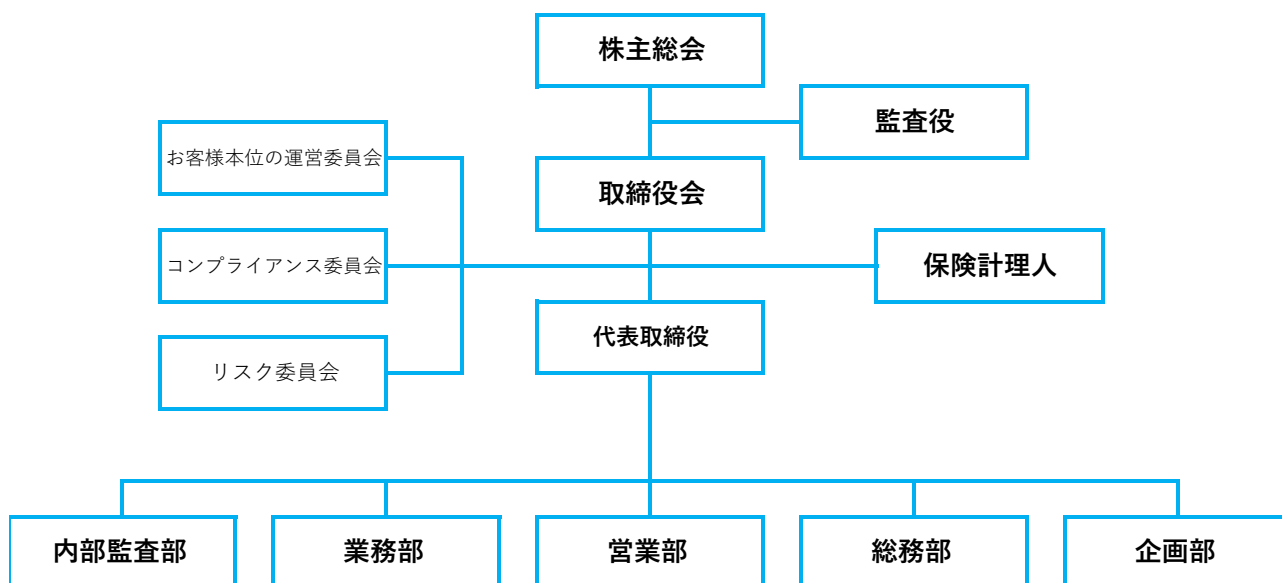 株主総会
監査役
お客様本位の運営委員会
取締役会
コンプライアンス委員会
保険計理人
代表取締役
リスク委員会
内部監査部
業務部
営業部
総務部
企画部